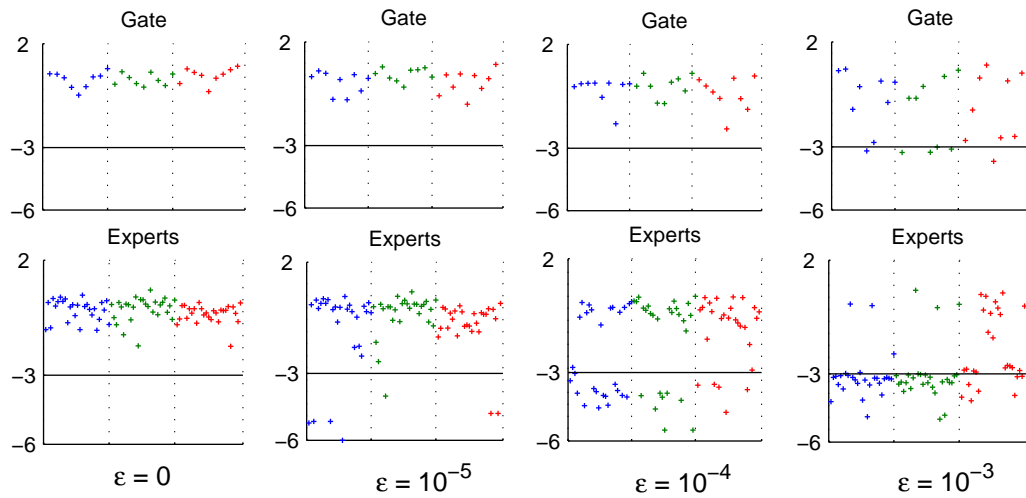 Gate
Gate
Gate
Gate
2
−3
−6
2
−3
−6
2
−3
−6
2
−3
−6
Experts
Experts
Experts
Experts
2
−3
−6
2
−3
−6
2
−3
−6
2
−3
−6
ε = 0
ε = 10⁻⁵
ε = 10⁻⁴
ε = 10⁻³